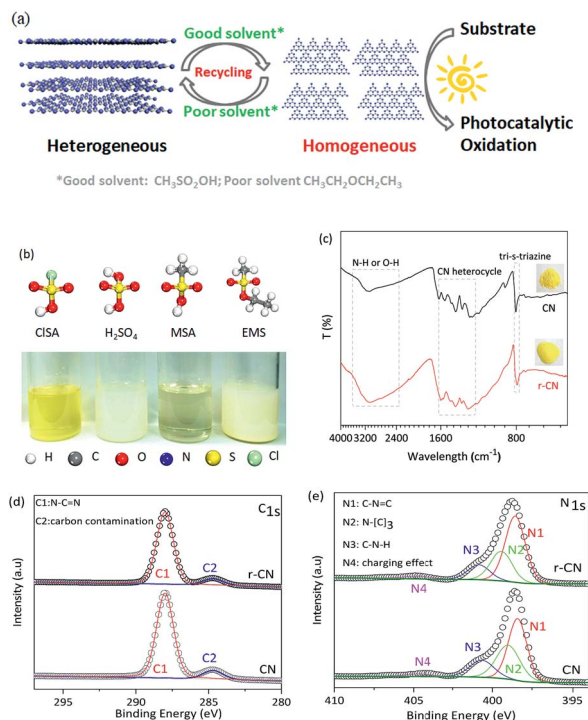 (a)
Good solvent*
Recycling
Poor solvent*
Substrate
Photocatalytic
Oxidation
Heterogeneous
Homogeneous
*Good solvent: CH3SO2OH; Poor solvent CH3CH2OCH2CH3
(b)
ClSA
H2SO4
MSA
EMS
H C O N S Cl
(c)
N-H or O-H
CN heterocycle
tri-s-triazine
CN
r-CN
T (%)
4000 3200 2400 1600 800
Wavelength (cm-1)
(d)
C1:N-C=N
C2:carbon contamination
C1s
C1
C2
r-CN
C1
C2
CN
Intensity (a.u)
295 290 285 280
Binding Energy (eV)
(e)
N1: C-N=C
N2: N-[C]3
N3: C-N-H
N4: charging effect
N1s
N1
N2
N3
N4
r-CN
N1
N2
N3
N4
CN
Intensity (a.u)
410 405 400 395
Binding Energy (eV)